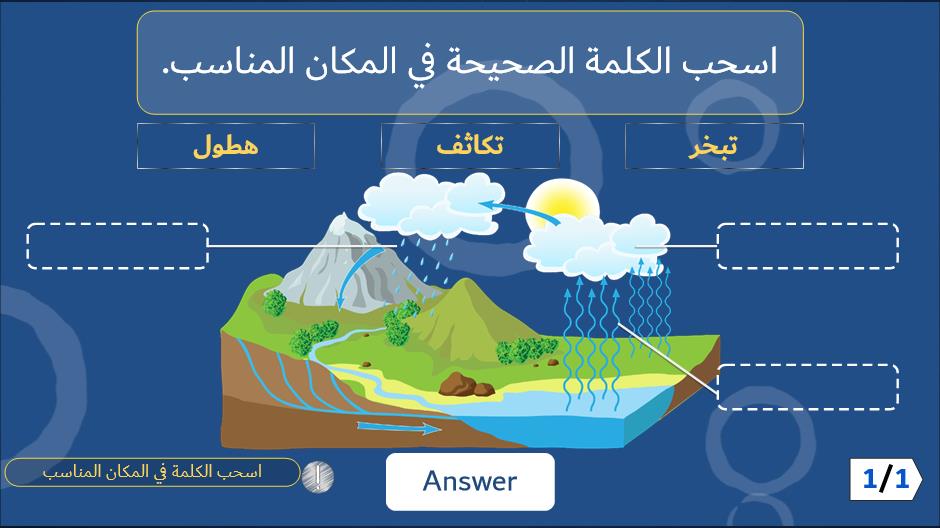 اسحب الكلمة الصحيحة في المكان المناسب.
تبخر
تكاثف
هطول
اسحب الكلمة في المكان المناسب
!
Answer
1/1